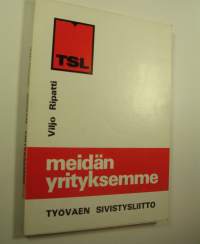 TSL
Viljo Ripatti
meidän
yrityksemme
TYÖVÄEN SIVISTYSLIITTO